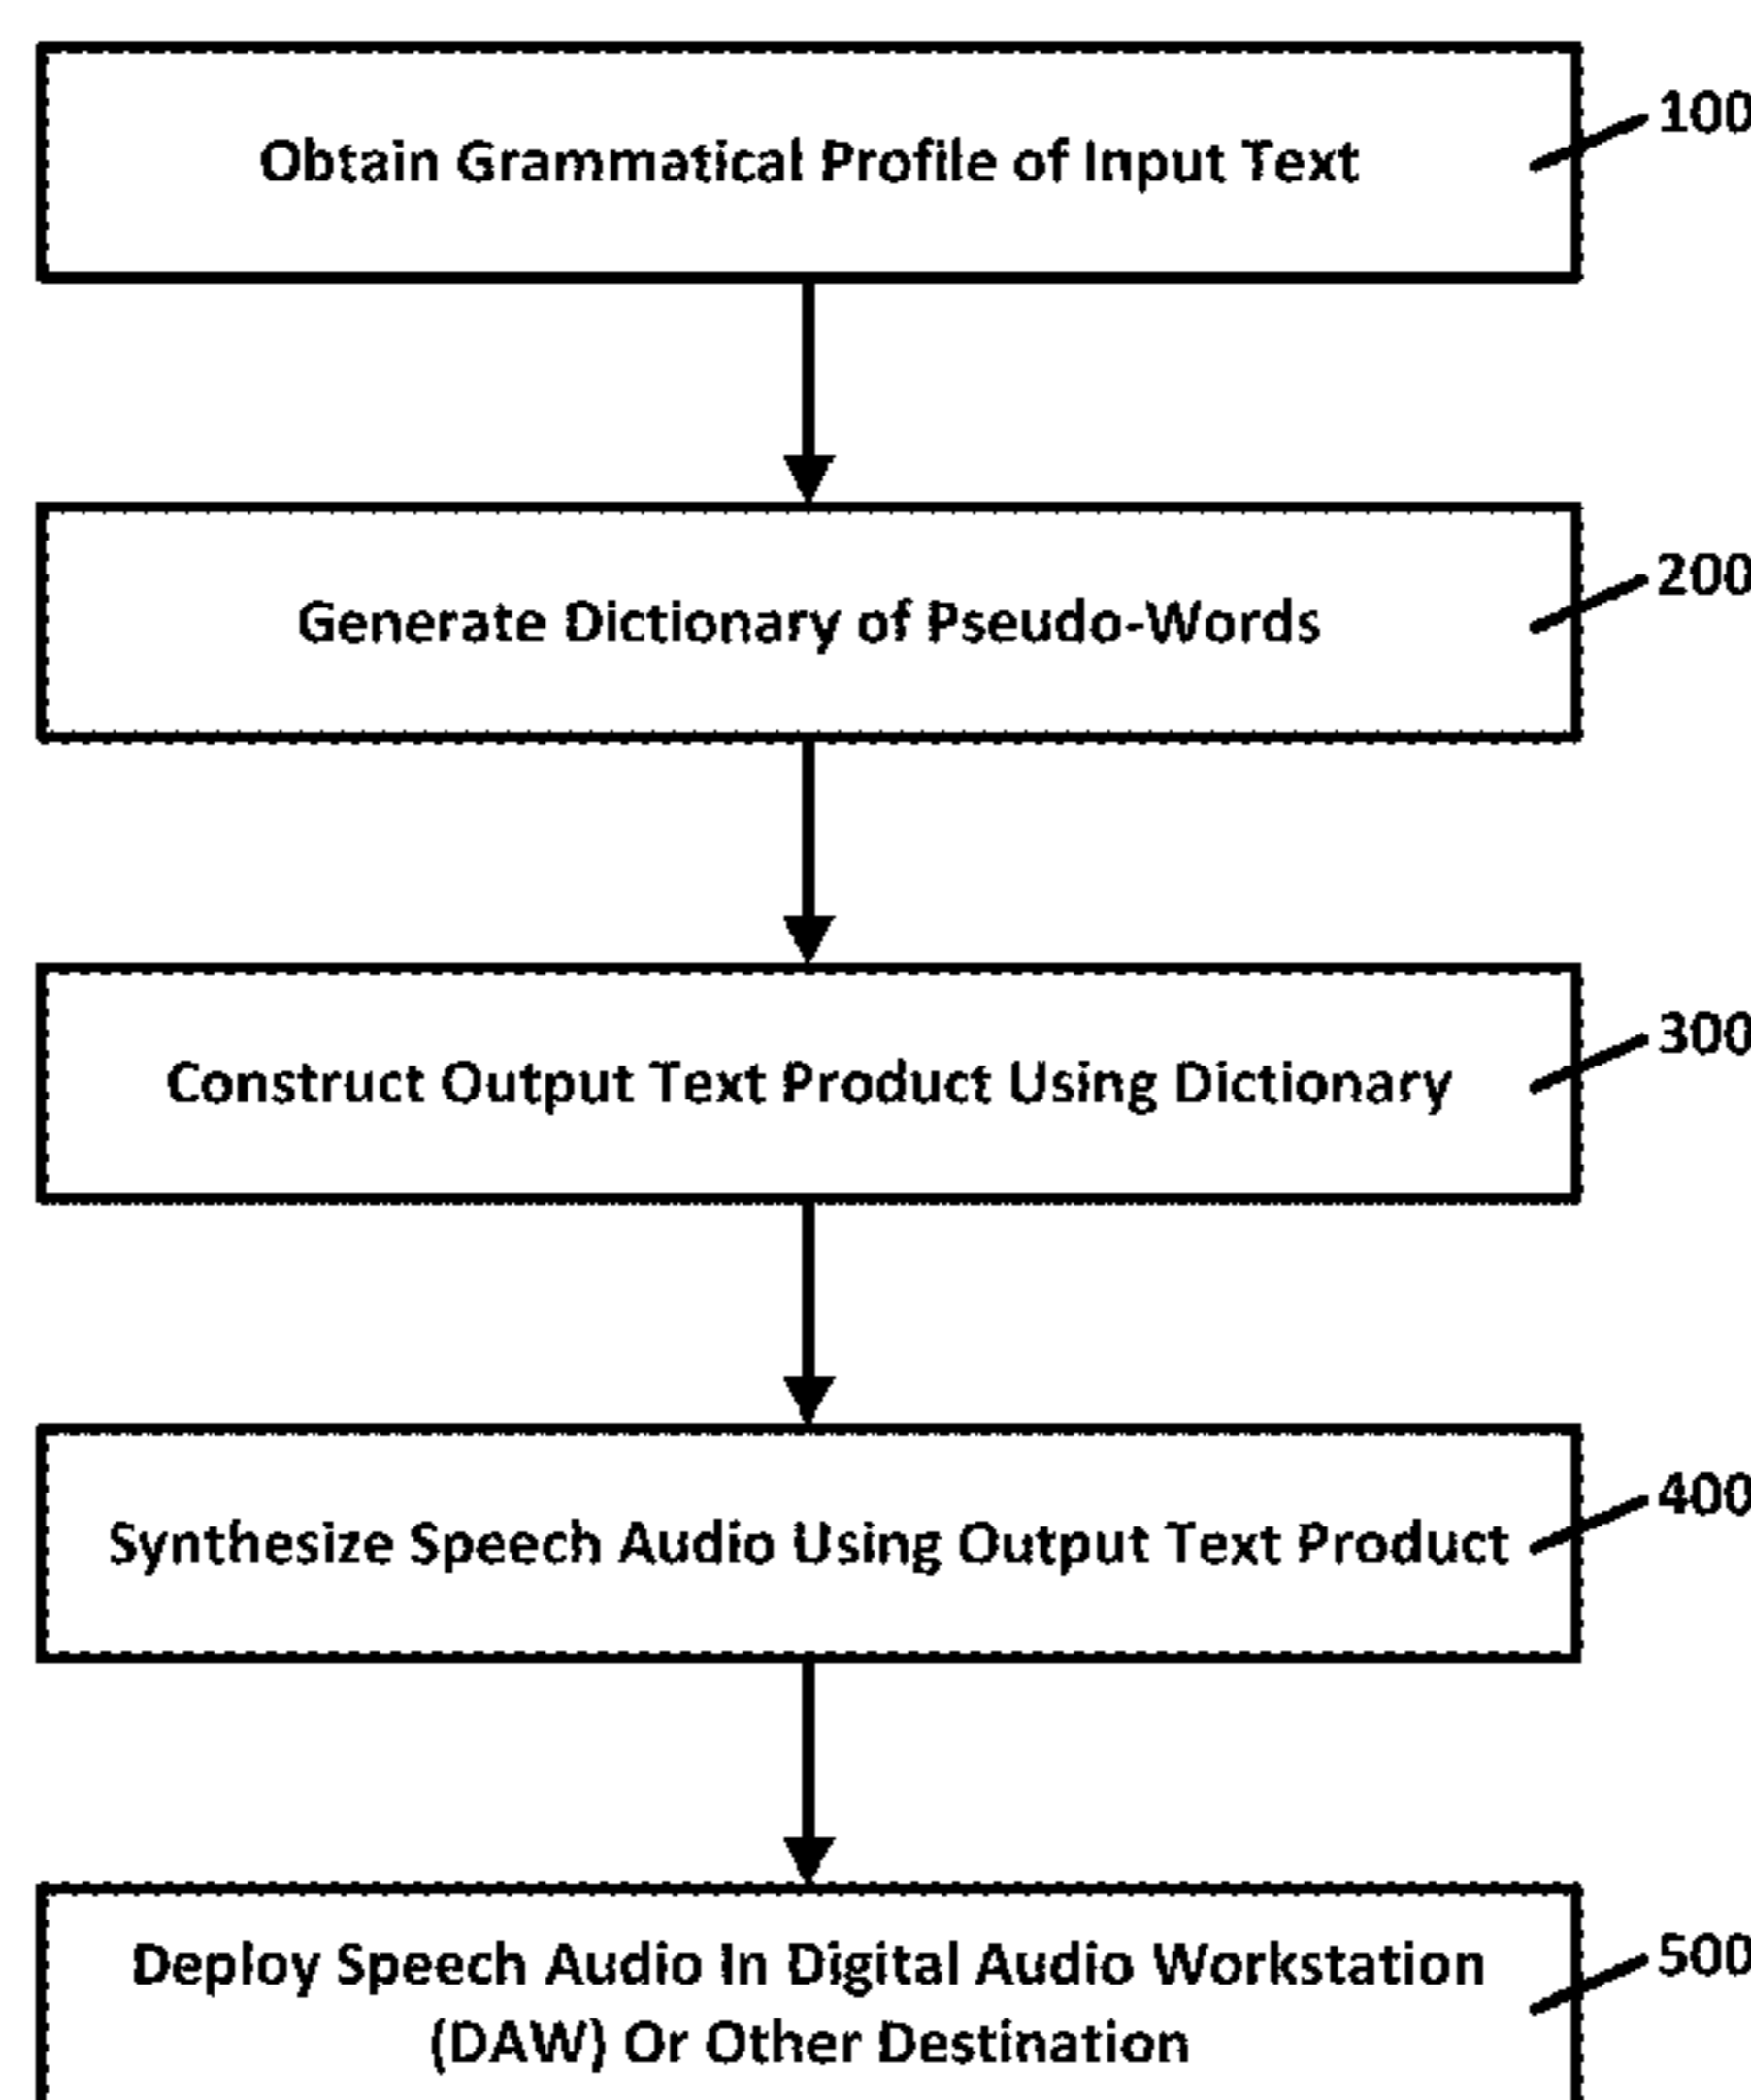 100
Obtain Grammatical Profile of Input Text
200
Generate Dictionary of Pseudo-Words
300
Construct Output Text Product Using Dictionary
400
Synthesize Speech Audio Using Output Text Product
500
Deploy Speech Audio In Digital Audio Workstation
(DAW) Or Other Destination